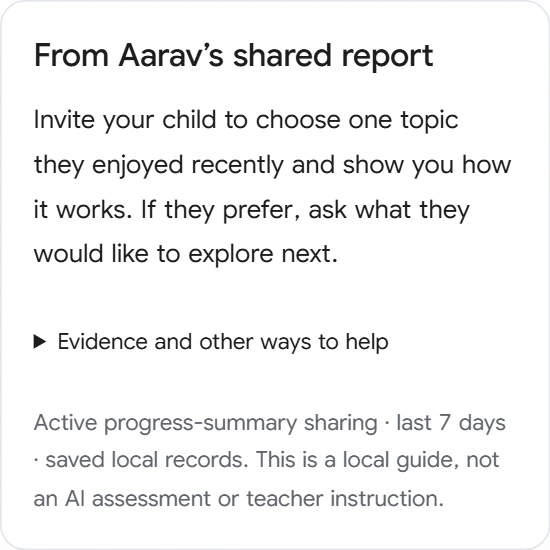 From Aarav’s shared report
Invite your child to choose one topic
they enjoyed recently and show you how
it works. If they prefer, ask what they
would like to explore next.
▶ Evidence and other ways to help
Active progress-summary sharing · last 7 days
· saved local records. This is a local guide, not
an AI assessment or teacher instruction.